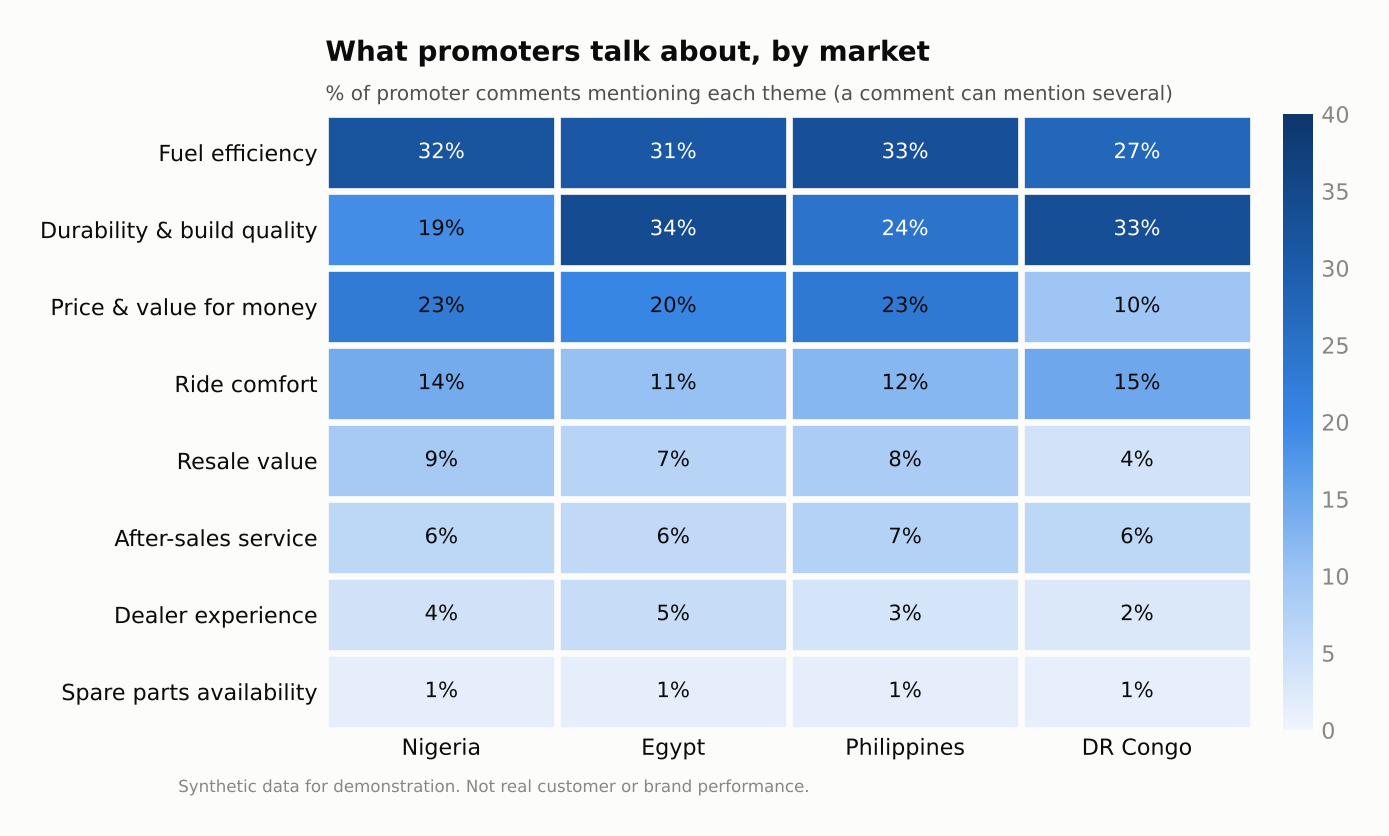 What promoters talk about, by market
% of promoter comments mentioning each theme (a comment can mention several)
Fuel efficiency 32% 31% 33% 27%
Durability & build quality 19% 34% 24% 33%
Price & value for money 23% 20% 23% 10%
Ride comfort 14% 11% 12% 15%
Resale value 9% 7% 8% 4%
After-sales service 6% 6% 7% 6%
Dealer experience 4% 5% 3% 2%
Spare parts availability 1% 1% 1% 1%
Nigeria Egypt Philippines DR Congo
40
35
30
25
20
15
10
5
0
Synthetic data for demonstration. Not real customer or brand performance.